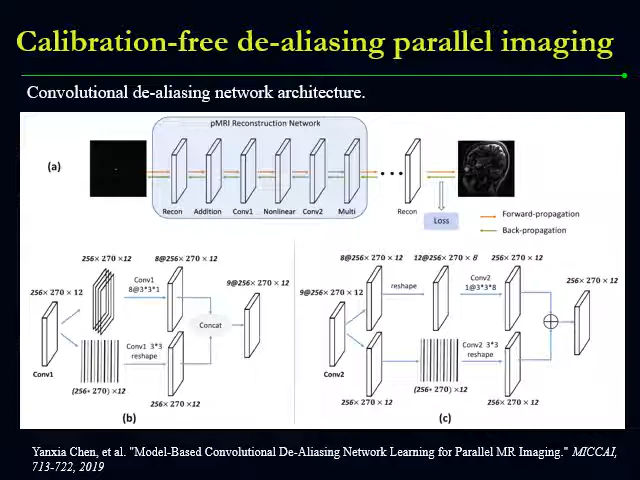 Calibration-free de-aliasing parallel imaging
Convolutional de-aliasing network architecture.
pMRI Reconstruction Network
(a)
Recon Addition Conv1 Nonlinear Conv2 Multi Recon
Loss
Forward-propagation
Back-propagation
256× 270 ×12 8@256×270×12
256× 270 × 12
Conv1
8@3*3*1
9@256× 270 × 12
Concat
Conv1 3*3
reshape
Conv1
(256* 270) ×12
256× 270 × 12
(b)
8@256× 270 × 12 12@256×270 × 8 256× 270 × 12
256× 270 × 12
9@256× 270 × 12
reshape
Conv2
1@3*3*8
Conv2 3*3
reshape
Conv2
256× 270 × 12 (256* 270) ×12 256× 270 × 12
(c)
Yanxia Chen, et al. "Model-Based Convolutional De-Aliasing Network Learning for Parallel MR Imaging." MICCAI,
713-722, 2019